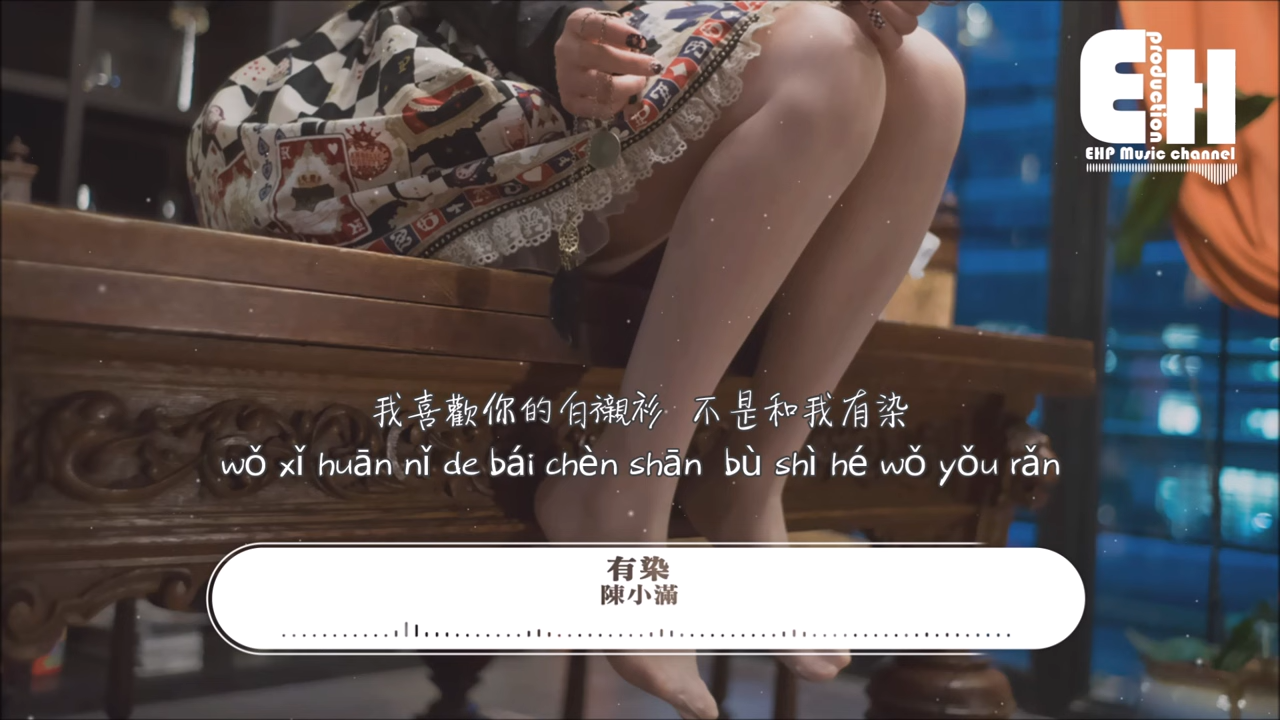 EH
production
EHP Music channel
我喜歡你的白襯衫 不是和我有染
wǒ xǐ huān nǐ de bái chèn shān bù shì hé wǒ yǒu rǎn
有染
陳小滿